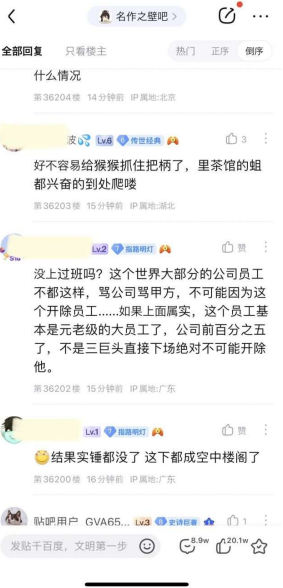 名作之壁吧
全部回复 只看楼主 热门 正序 倒序
什么情况
第36204楼 14分钟前 IP属地:北京
波💦 Lv.6 6 传世经典 3
好不容易给猴猴抓住把柄了，里茶馆的蛆
都兴奋的到处爬喽
第36203楼 15分钟前 IP属地:湖北
Lv.2 7 指路明灯 赞
没上过班吗？这个世界大部分的公司员工
不都这样，骂公司骂甲方，不可能因为这
个开除员工......如果上面属实，这个员工基
本是元老级的大员工了，公司前百分之五
了，不是三巨头直接下场绝对不可能开除
他。
第36202楼 15分钟前 IP属地:广东
Lv.1 7 指路明灯 赞
结果实锤都没了 这下都成空中楼阁了
第36200楼 16分钟前 IP属地:广东
贴吧用户_GVA65... Lv.3 6 史诗巨著 1
发贴千百度，文明第一步 8.9w 20.1w